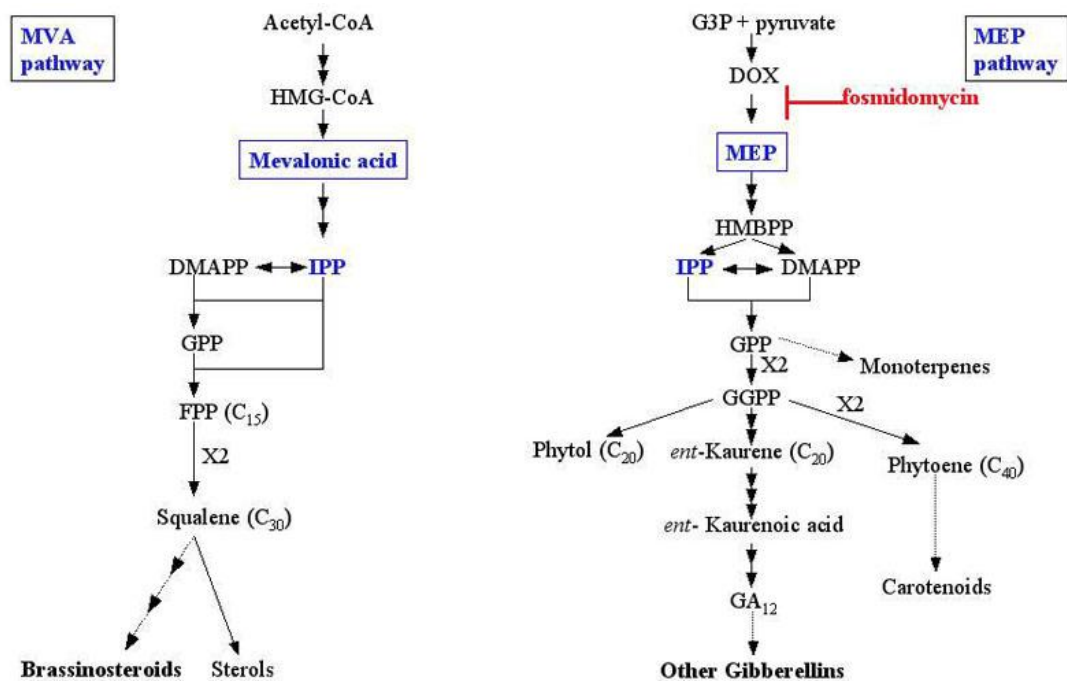 MVA
pathway
Acetyl-CoA
HMG-CoA
Mevalonic acid
DMAPP
IPP
GPP
FPP (C15)
X2
Squalene (C30)
Brassinosteroids
Sterols
G3P + pyruvate
MEP
pathway
DOX
fosmidomycin
MEP
HMBPP
IPP
DMAPP
GPP
X2
Monoterpenes
GGPP
X2
Phytol (C20)
ent-Kaurene (C20)
Phytoene (C40)
ent- Kaurenoic acid
Carotenoids
GA12
Other Gibberellins